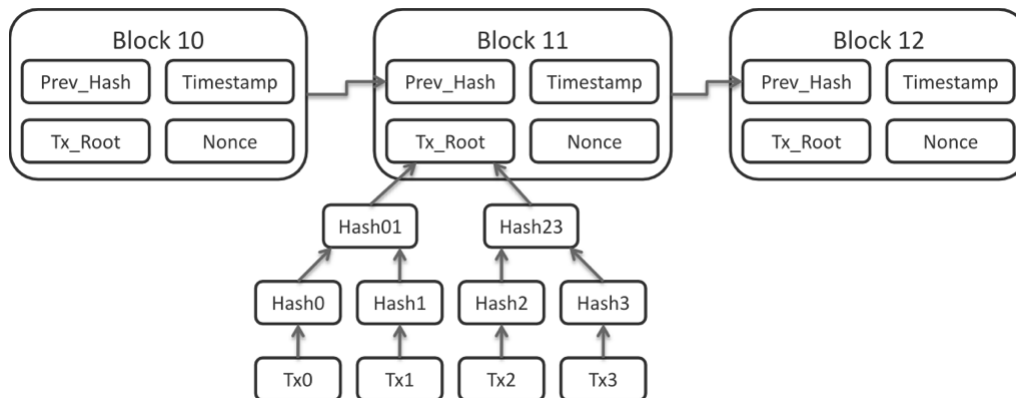 Block 10
Block 11
Block 12
Prev_Hash Timestamp
Prev_Hash Timestamp
Prev_Hash Timestamp
Tx_Root Nonce
Tx_Root Nonce
Tx_Root Nonce
Hash01 Hash23
Hash0 Hash1 Hash2 Hash3
Tx0 Tx1 Tx2 Tx3